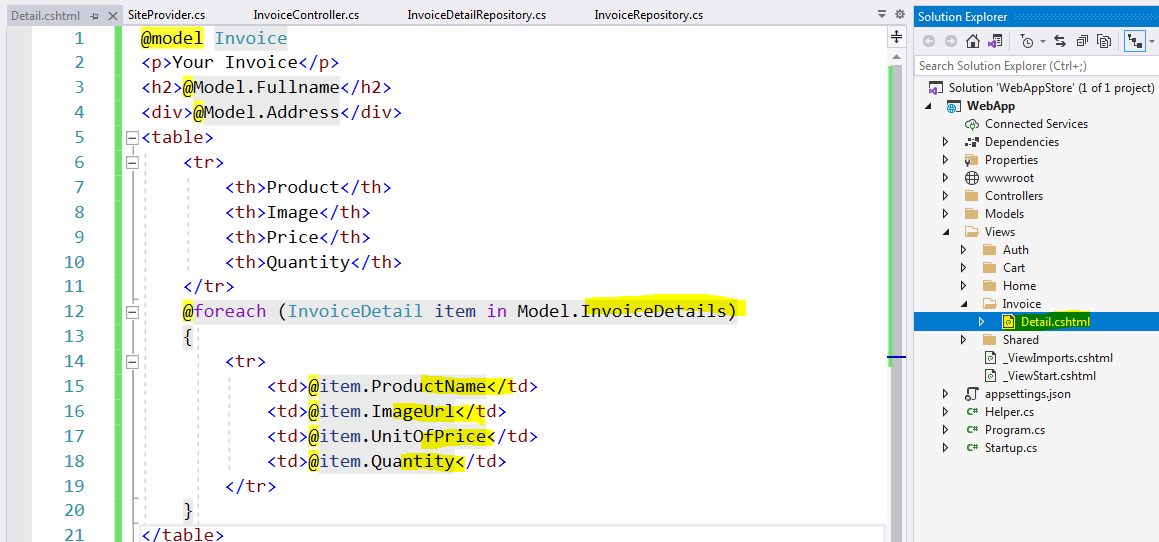 Detail.cshtml SiteProvider.cs InvoiceController.cs InvoiceDetailRepository.cs InvoiceRepository.cs
1 @model Invoice
2 <p>Your Invoice</p>
3 <h2>@Model.Fullname</h2>
4 <div>@Model.Address</div>
5 <table>
6 <tr>
7 <th>Product</th>
8 <th>Image</th>
9 <th>Price</th>
10 <th>Quantity</th>
11 </tr>
12 @foreach (InvoiceDetail item in Model.InvoiceDetails)
13 {
14 <tr>
15 <td>@item.ProductName</td>
16 <td>@item.ImageUrl</td>
17 <td>@item.UnitOfPrice</td>
18 <td>@item.Quantity</td>
19 </tr>
20 }
21 </table>
Solution Explorer
Search Solution Explorer (Ctrl+;)
Solution 'WebAppStore' (1 of 1 project)
WebApp
Connected Services
Dependencies
Properties
wwwroot
Controllers
Models
Views
Auth
Cart
Home
Invoice
Detail.cshtml
Shared
_ViewImports.cshtml
_ViewStart.cshtml
appsettings.json
C# Helper.cs
C# Program.cs
C# Startup.cs